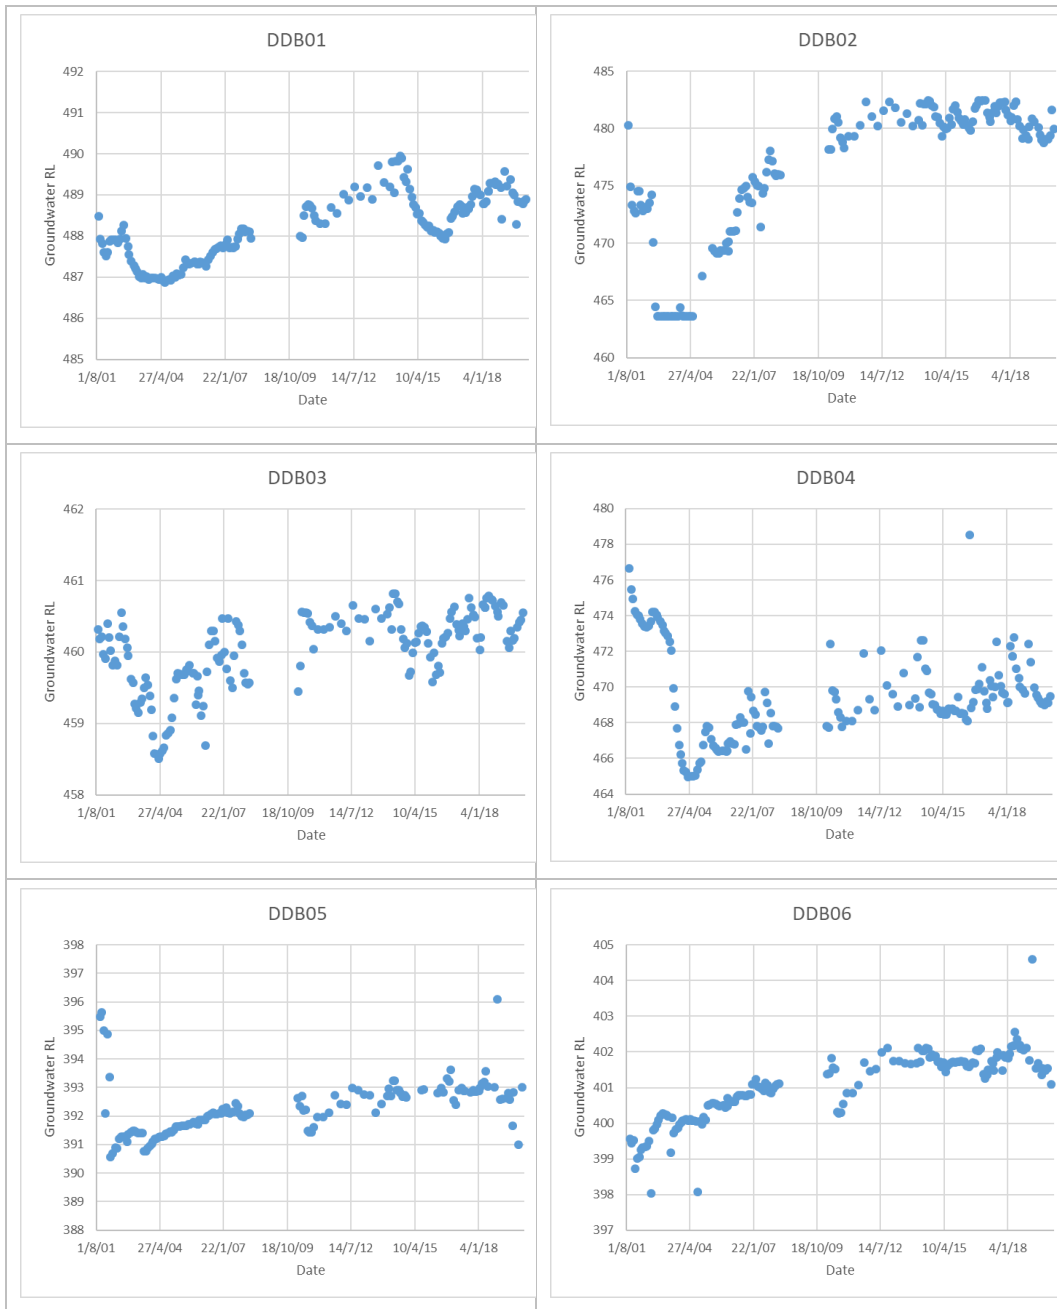 DDB01
Groundwater RL
492
491
490
489
488
487
486
485
1/8/01 27/4/04 22/1/07 18/10/09 14/7/12 10/4/15 4/1/18
Date
DDB02
Groundwater RL
485
480
475
470
465
460
1/8/01 27/4/04 22/1/07 18/10/09 14/7/12 10/4/15 4/1/18
Date
DDB03
Groundwater RL
462
461
460
459
458
1/8/01 27/4/04 22/1/07 18/10/09 14/7/12 10/4/15 4/1/18
Date
DDB04
Groundwater RL
480
478
476
474
472
470
468
466
464
1/8/01 27/4/04 22/1/07 18/10/09 14/7/12 10/4/15 4/1/18
Date
DDB05
Groundwater RL
398
397
396
395
394
393
392
391
390
389
388
1/8/01 27/4/04 22/1/07 18/10/09 14/7/12 10/4/15 4/1/18
Date
DDB06
Groundwater RL
405
404
403
402
401
400
399
398
397
1/8/01 27/4/04 22/1/07 18/10/09 14/7/12 10/4/15 4/1/18
Date